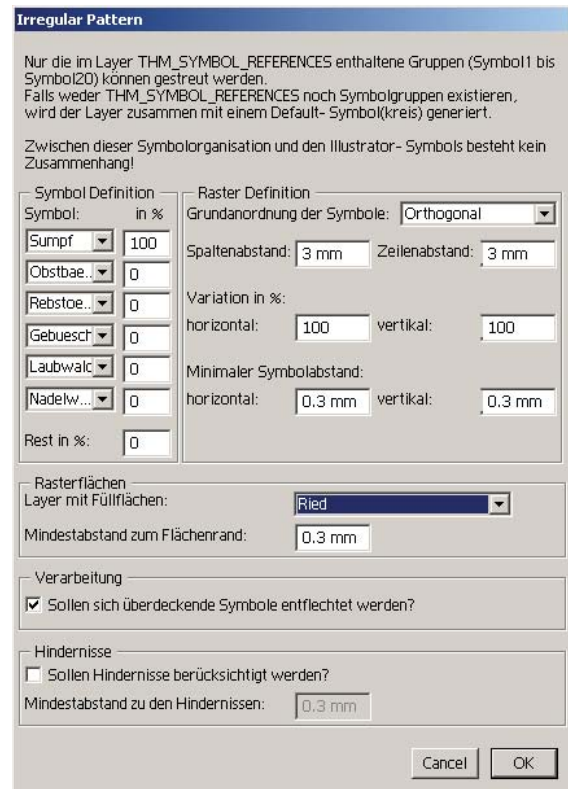 Irregular Pattern
Nur die im Layer THM_SYMBOL_REFERENCES enthaltene Gruppen (Symbol1 bis
Symbol20) können gestreut werden.
Falls weder THM_SYMBOL_REFERENCES noch Symbolgruppen existieren,
wird der Layer zusammen mit einem Default- Symbol(kreis) generiert.
Zwischen dieser Symbolorganisation und den Illustrator- Symbols besteht kein
Zusammenhang!
Symbol Definition
Symbol: in %
Sumpf 100
Obstbae... 0
Rebstoe... 0
Gebuesch 0
Laubwalc 0
Nadelw... 0
Rest in %: 0
Raster Definition
Grundanordnung der Symbole: Orthogonal
Spaltenabstand: 3 mm Zeilenabstand: 3 mm
Variation in %:
horizontal: 100 vertikal: 100
Minimaler Symbolabstand:
horizontal: 0.3 mm vertikal: 0.3 mm
Rasterflächen
Layer mit Füllflächen: Ried
Mindestabstand zum Flächenrand: 0.3 mm
Verarbeitung
Sollen sich überdeckende Symbole entflechtet werden?
Hindernisse
Sollen Hindernisse berücksichtigt werden?
Mindestabstand zu den Hindernissen: 0.3 mm
Cancel OK